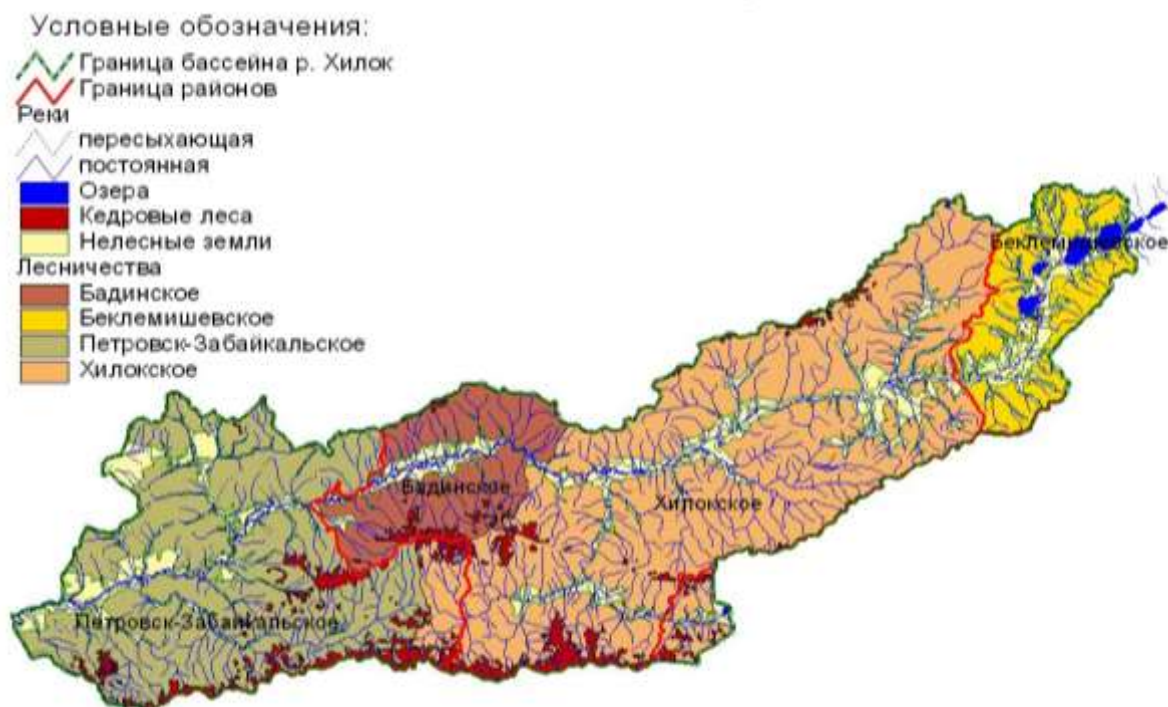 Условные обозначения:
Граница бассейна р. Хилок
Граница районов
Реки
пересыхающая
постоянная
Озера
Кедровые леса
Нелесные земли
Лесничества
Бадинское
Беклемишевское
Петровск-Забайкальское
Хилокское
Беклемишевское
Бадинское
Хилокское
Петровск-Забайкальское